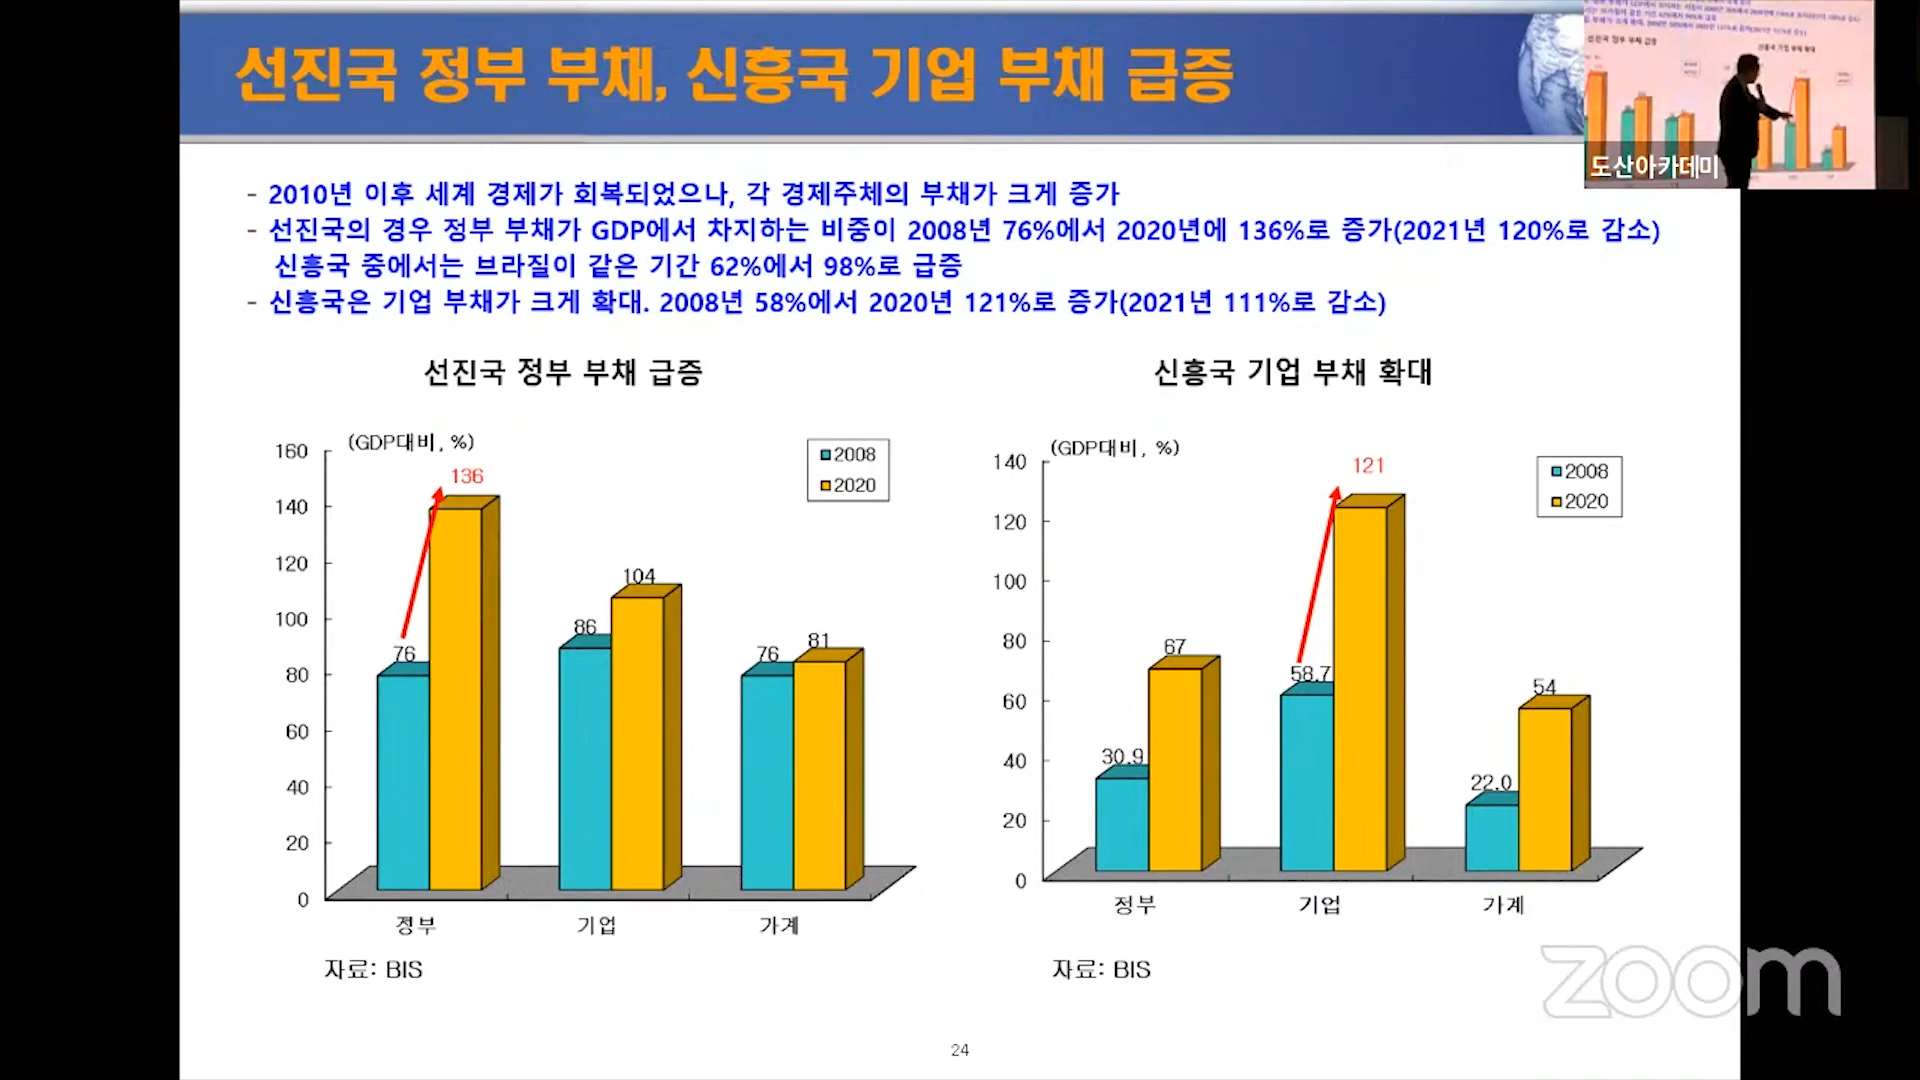 선진국 정부 부채, 신흥국 기업 부채 급증
도산아카데미
- 2010년 이후 세계 경제가 회복되었으나, 각 경제주체의 부채가 크게 증가
- 선진국의 경우 정부 부채가 GDP에서 차지하는 비중이 2008년 76%에서 2020년에 136%로 증가(2021년 120%로 감소)
신흥국 중에서는 브라질이 같은 기간 62%에서 98%로 급증
- 신흥국은 기업 부채가 크게 확대. 2008년 58%에서 2020년 121%로 증가(2021년 111%로 감소)
선진국 정부 부채 급증
(GDP대비, %)
2008
2020
160
140
120
100
80
60
40
20
0
76
136
86
104
76
81
정부
기업
가계
자료: BIS
신흥국 기업 부채 확대
(GDP대비, %)
2008
2020
140
120
100
80
60
40
20
0
30.9
67
58.7
121
22.0
54
정부
기업
가계
자료: BIS
zoom
24